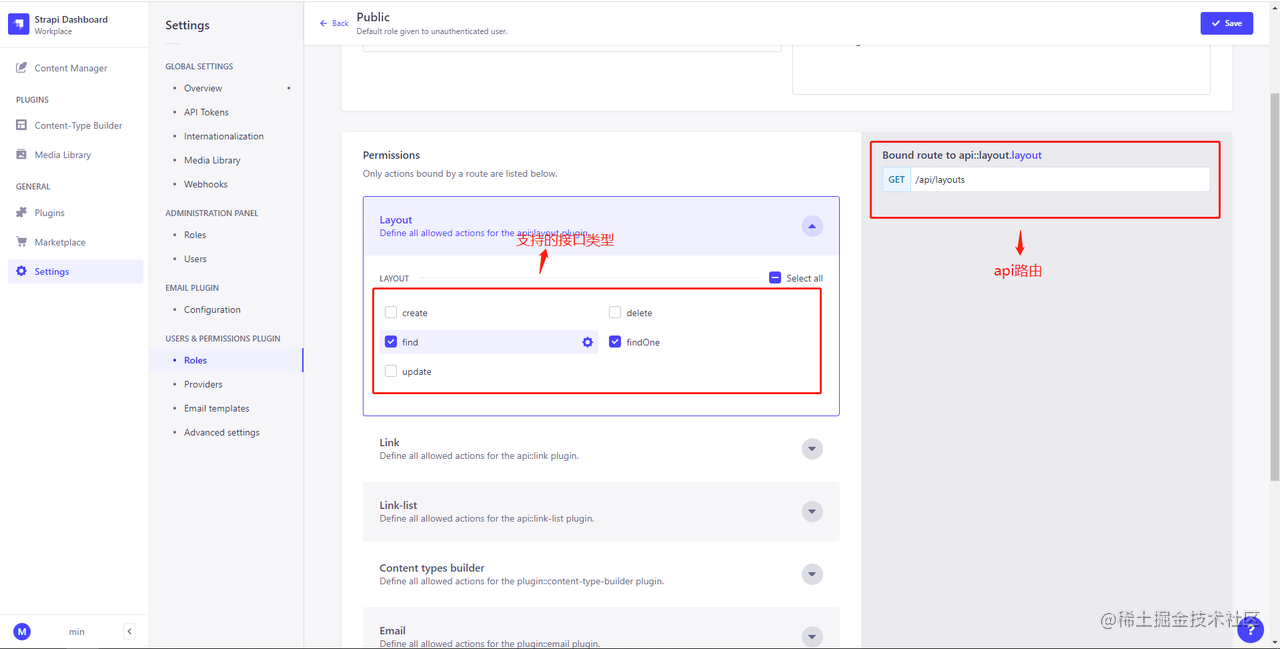 Strapi Dashboard
Workplace
Content Manager
PLUGINS
Content-Type Builder
Media Library
GENERAL
Plugins
Marketplace
Settings
M
min
Settings
GLOBAL SETTINGS
Overview
API Tokens
Internationalization
Media Library
Webhooks
ADMINISTRATION PANEL
Roles
Users
EMAIL PLUGIN
Configuration
USERS & PERMISSIONS PLUGIN
Roles
Providers
Email templates
Advanced settings
Back
Public
Default role given to unauthenticated user.
Save
Permissions
Only actions bound by a route are listed below.
Layout
Define all allowed actions for the api::layout plugin.
支持的接口类型
LAYOUT
Select all
create
delete
find
findOne
update
Link
Define all allowed actions for the api::link plugin.
Link-list
Define all allowed actions for the api::link-list plugin.
Content types builder
Define all allowed actions for the plugin::content-type-builder plugin.
Email
Define all allowed actions for the plugin::email plugin.
Bound route to api::layout.layout
GET /api/layouts
api路由
@稀土掘金技术社区
?